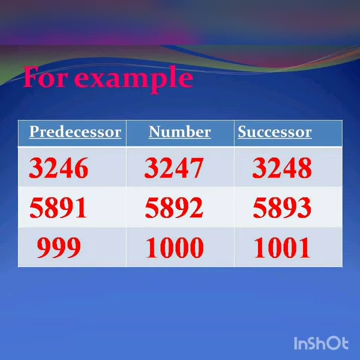 For example
Predecessor Number Successor
3246 3247 3248
5891 5892 5893
999 1000 1001
InShOt